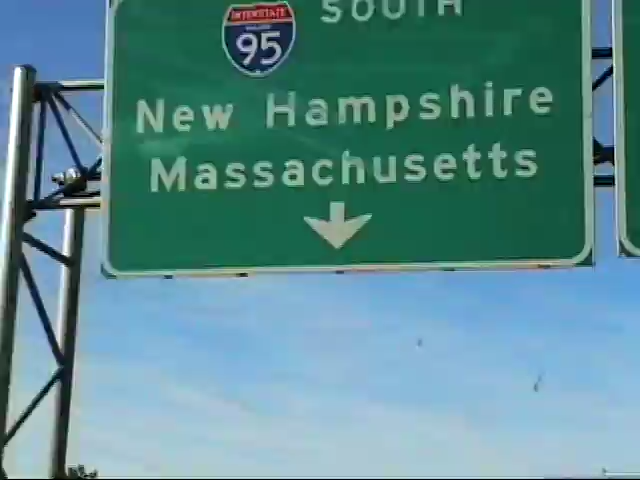 SOUTH
INTERSTATE
95
New Hampshire
Massachusetts